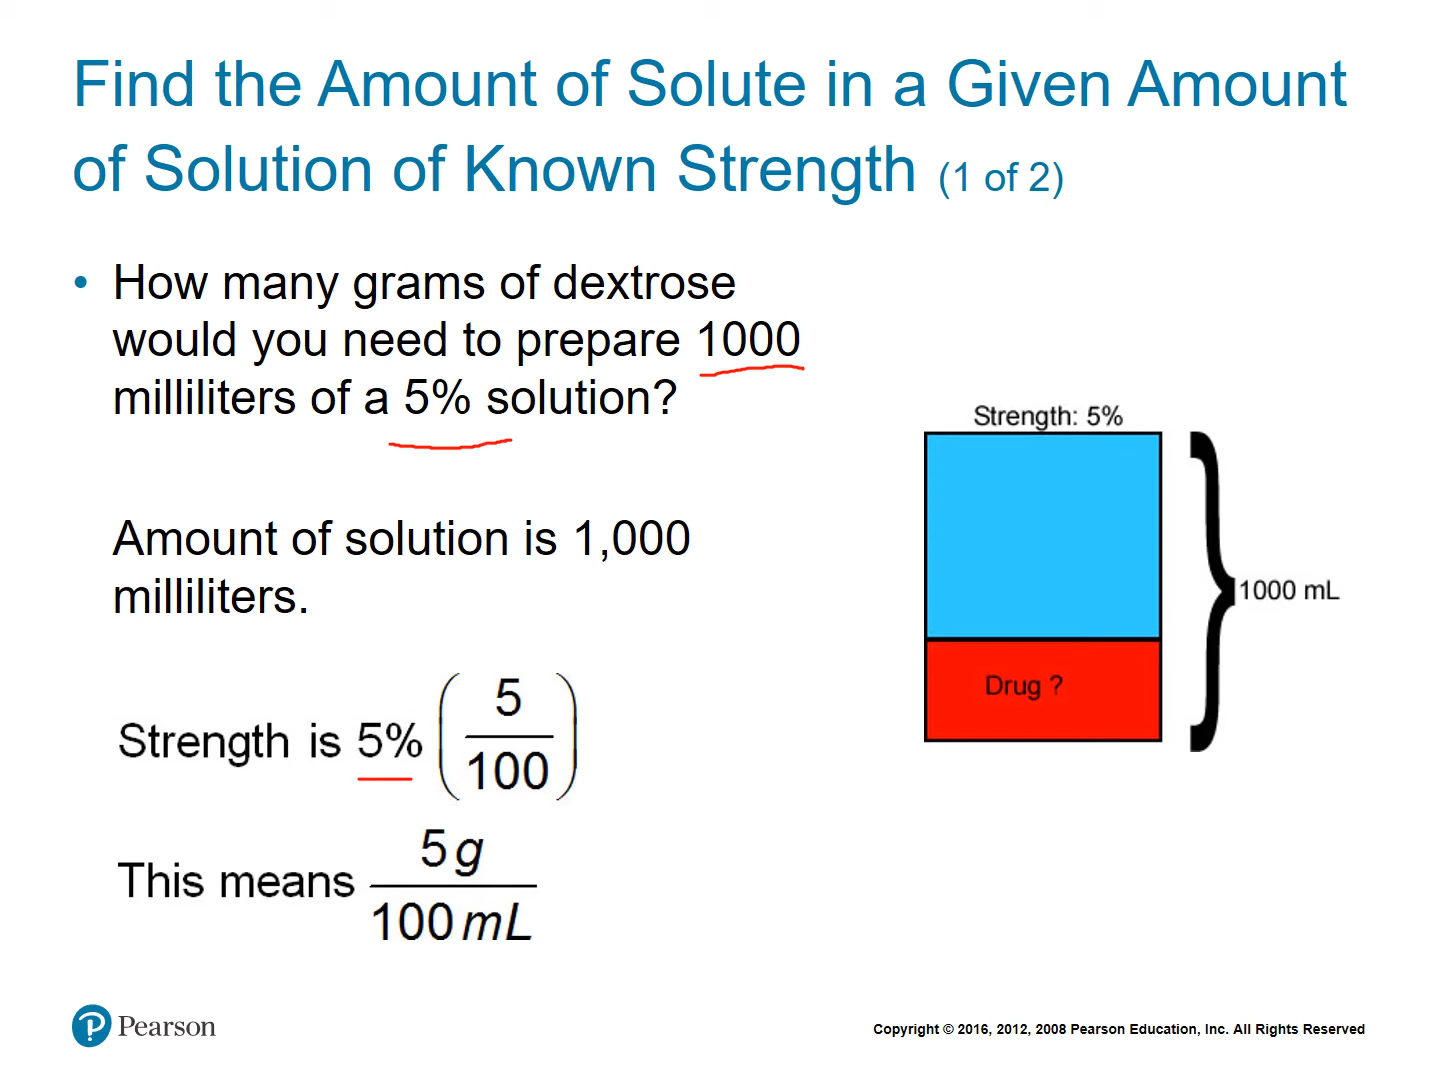 Find the Amount of Solute in a Given Amount
of Solution of Known Strength (1 of 2)
• How many grams of dextrose
would you need to prepare 1000
milliliters of a 5% solution?
Amount of solution is 1,000
milliliters.
Strength is 5% (5/100)
This means 5g/100mL
Strength: 5%
1000 mL
Drug ?
Pearson
Copyright © 2016, 2012, 2008 Pearson Education, Inc. All Rights Reserved